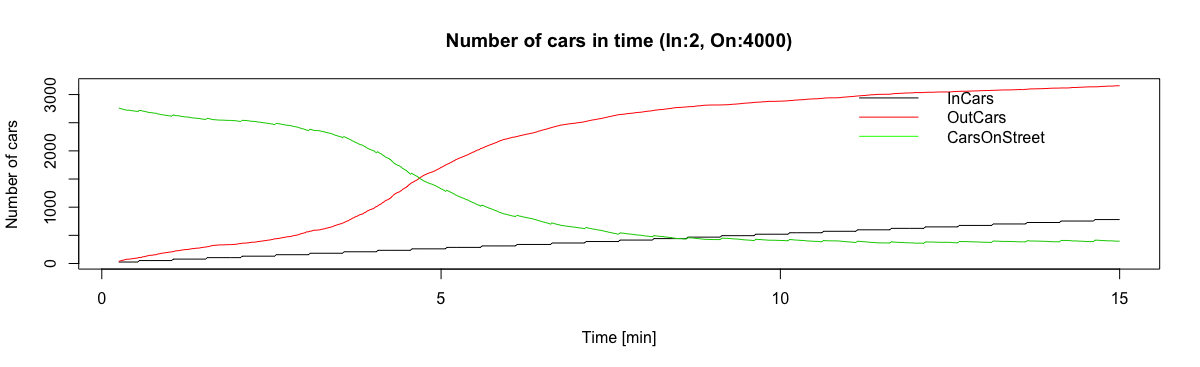 Number of cars in time (In:2, On:4000)
Number of cars
3000
2000
1000
0
InCars
OutCars
CarsOnStreet
0 5 10 15
Time [min]